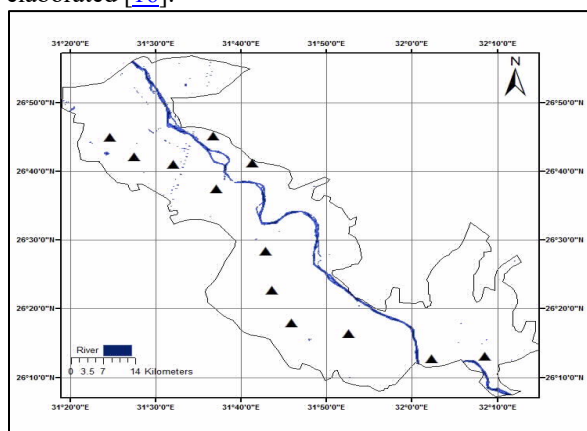 elaborated [16].
31°20'0"E 31°30'0"E 31°40'0"E 31°50'0"E 32°0'0"E 32°10'0"E
N
26°50'0"N 26°50'0"N
26°40'0"N 26°40'0"N
26°30'0"N 26°30'0"N
26°20'0"N 26°20'0"N
River
0 3.5 7 14 Kilometers
26°10'0"N 26°10'0"N
31°20'0"E 31°30'0"E 31°40'0"E 31°50'0"E 32°0'0"E 32°10'0"E